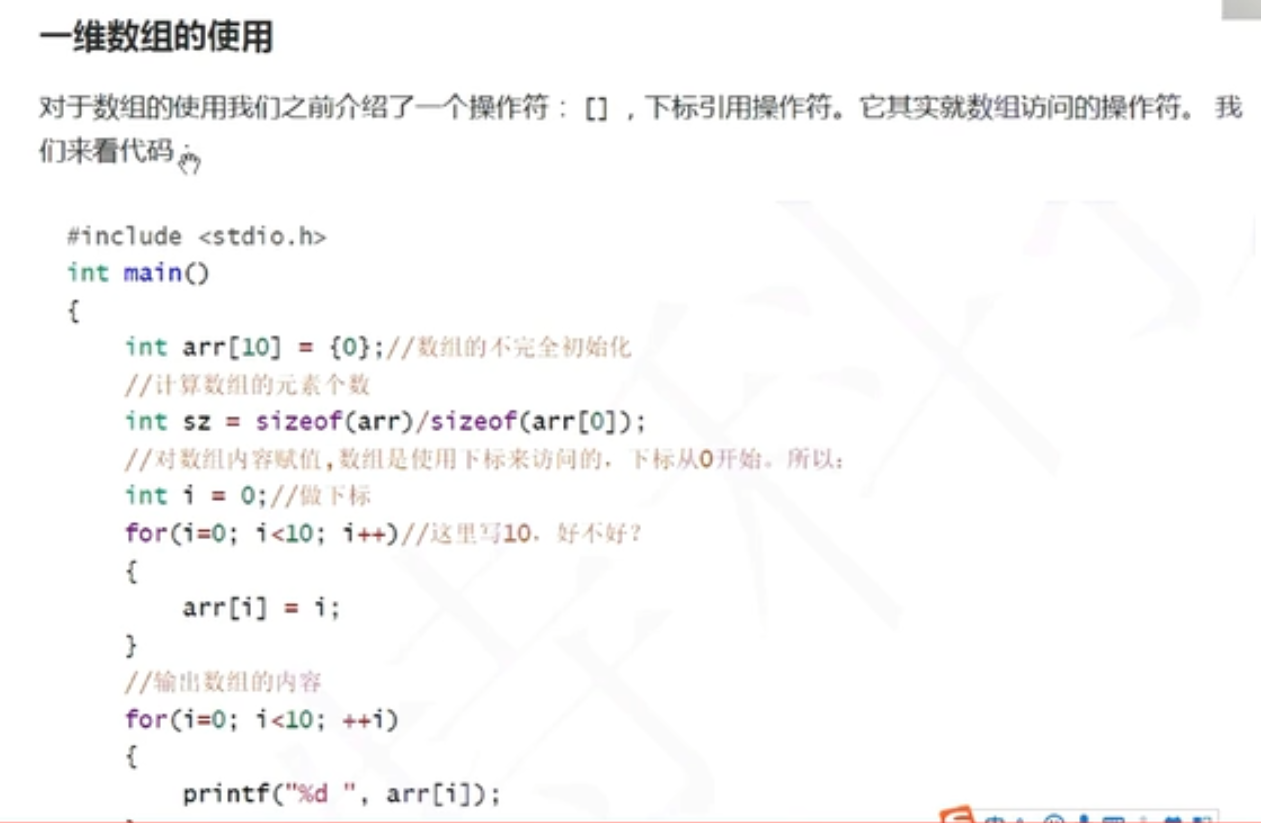 一维数组的使用
对于数组的使用我们之前介绍了一个操作符： [] ，下标引用操作符。它其实就数组访问的操作符。 我
们来看代码：
#include <stdio.h>
int main()
{
    int arr[10] = {0};//数组的不完全初始化
    //计算数组的元素个数
    int sz = sizeof(arr)/sizeof(arr[0]);
    //对数组内容赋值,数组是使用下标来访问的，下标从0开始。所以：
    int i = 0;//做下标
    for(i=0; i<10; i++)//这里写10，好不好？
    {
        arr[i] = i;
    }
    //输出数组的内容
    for(i=0; i<10; ++i)
    {
        printf("%d ", arr[i]);